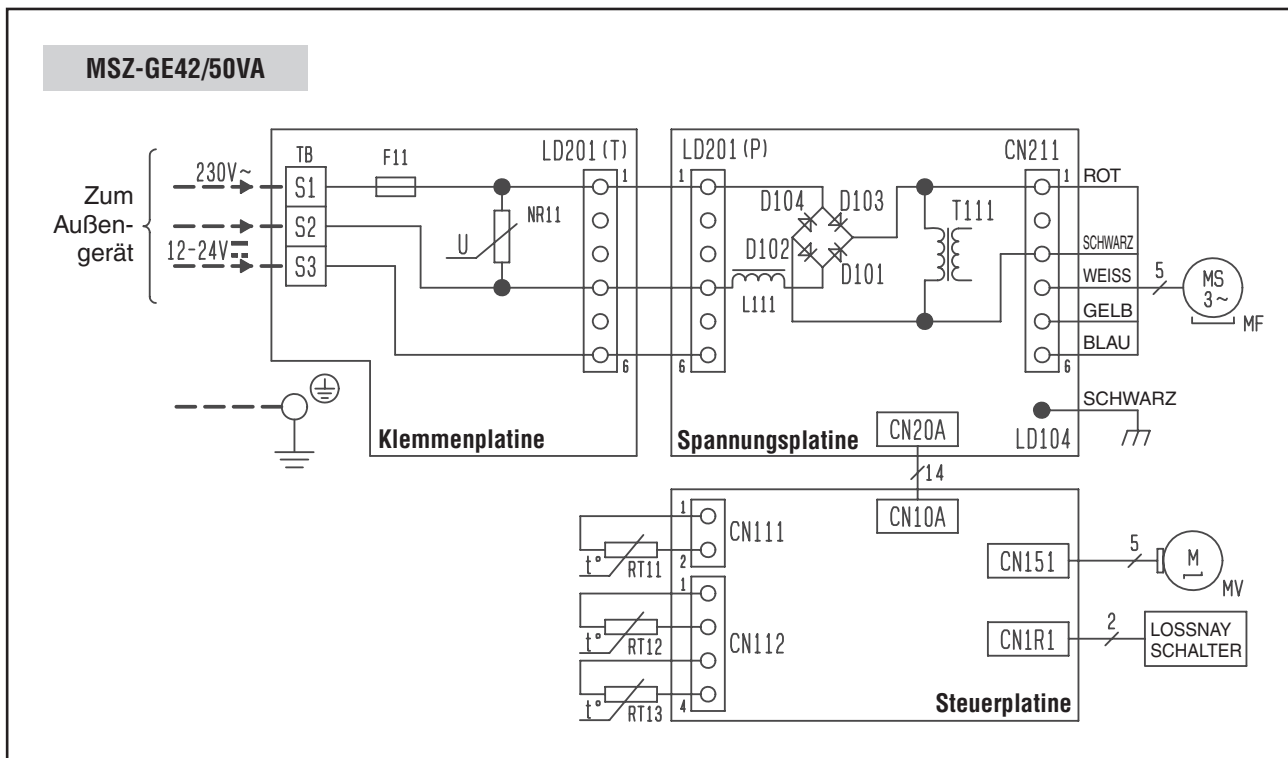 MSZ-GE42/50VA
Zum
Außen-
gerät
230V~
12-24V
TB
S1
S2
S3
F11
NR11
U
LD201(T)
1
6
Klemmenplatine
LD201(P)
1
6
D104
D103
D102
D101
L111
T111
CN211
1
6
ROT
SCHWARZ
WEISS
GELB
BLAU
5
MS
3~
MF
SCHWARZ
LD104
Spannungsplatine
CN20A
14
CN10A
1
2
CN111
t°
RT11
1
4
CN112
t°
RT12
t°
RT13
CN151
5
M
MV
CN1R1
2
LOSSNAY
SCHALTER
Steuerplatine